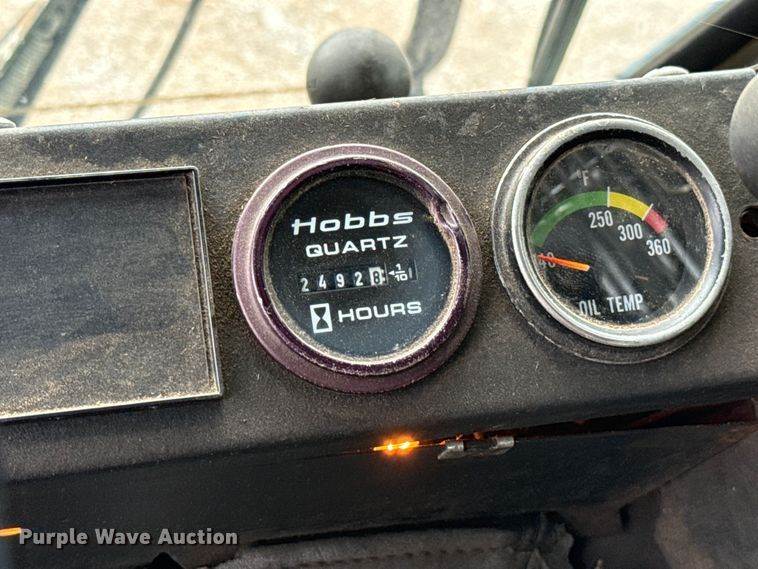 Hobbs
QUARTZ
24928 1/10
HOURS
°F
250
300
360
OIL TEMP
Purple Wave Auction